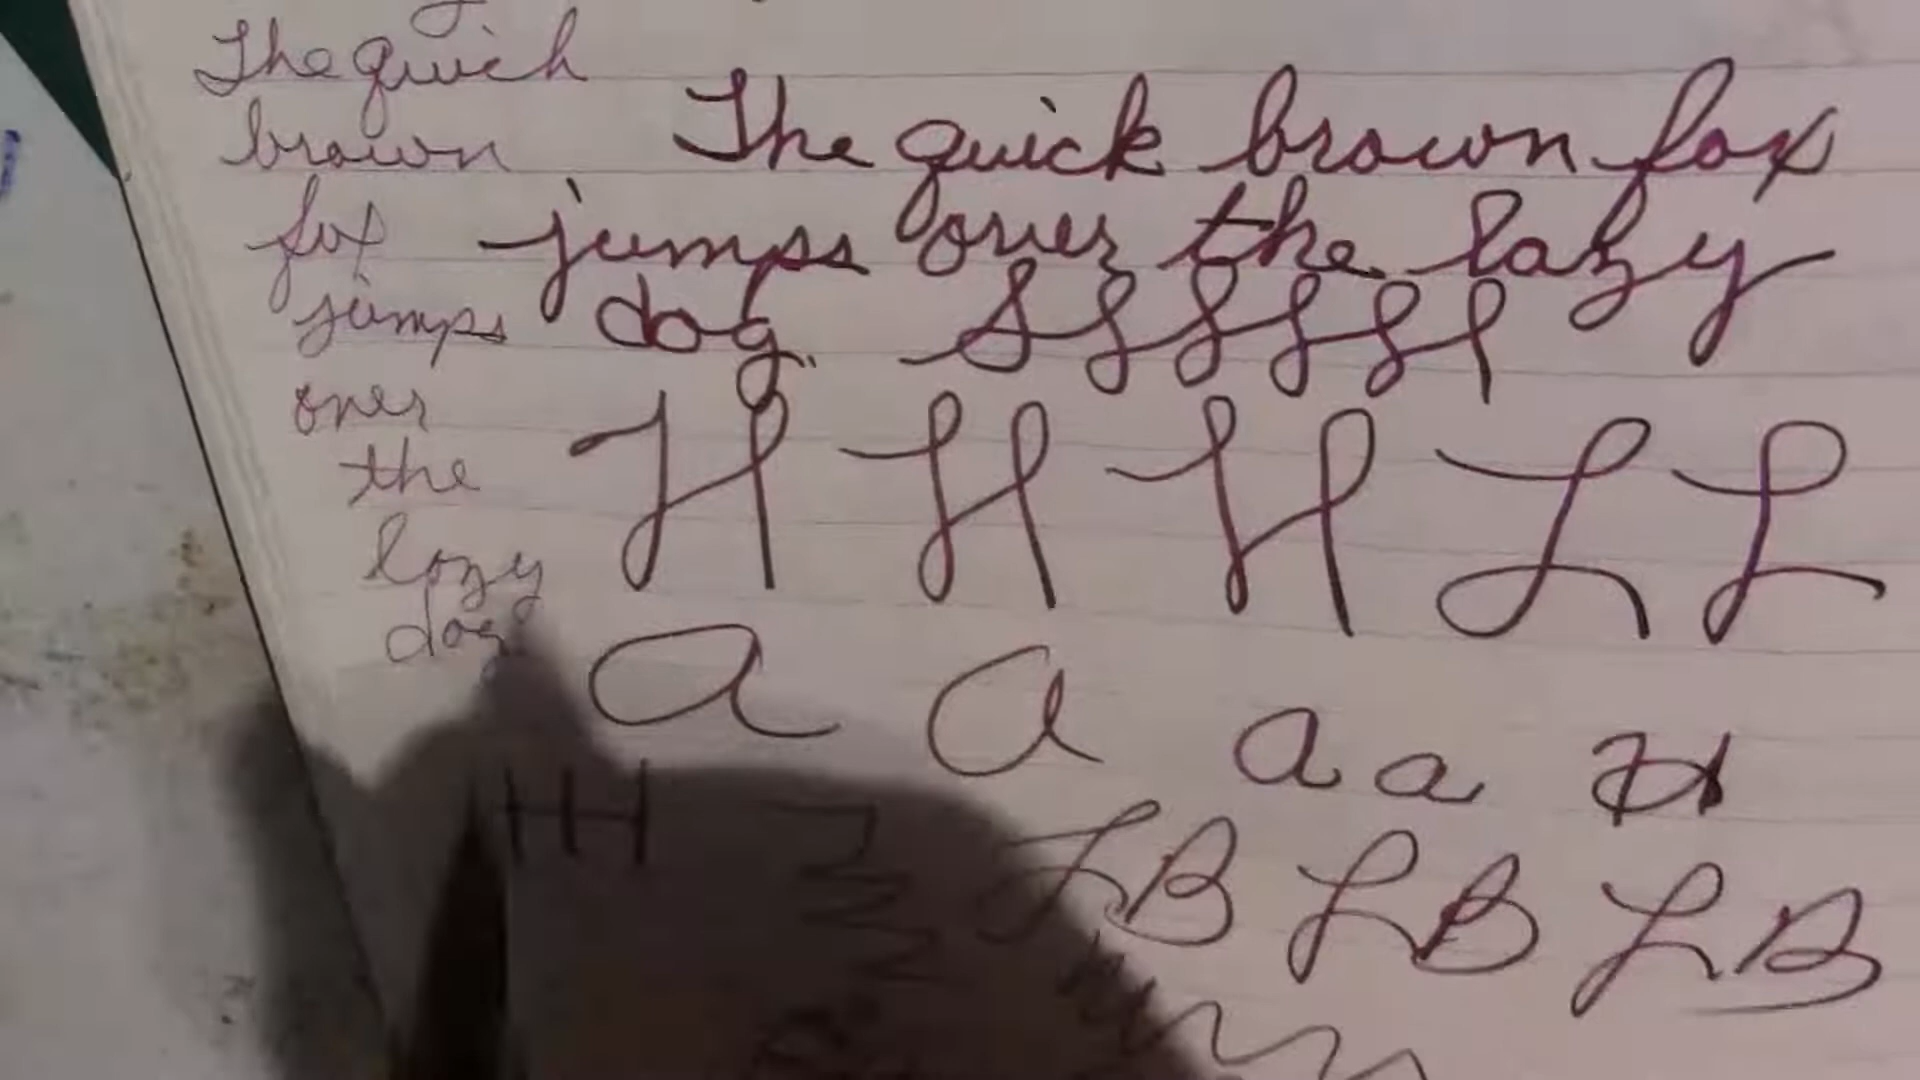 The quick
brown
fox
jumps
over
the
lazy
dog
The quick brown fox
jumps over the lazy
dog.
H H H L L
a a a a
LB LB LB